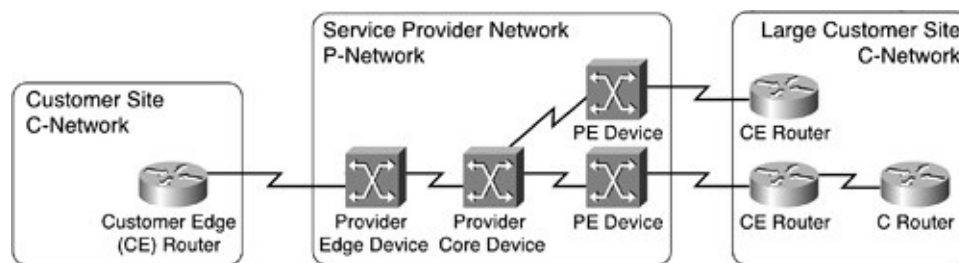 Service Provider Network
P-Network
Large Customer Site
C-Network
Customer Site
C-Network
PE Device
CE Router
Customer Edge
(CE) Router
Provider
Edge Device
Provider
Core Device
PE Device
CE Router
C Router